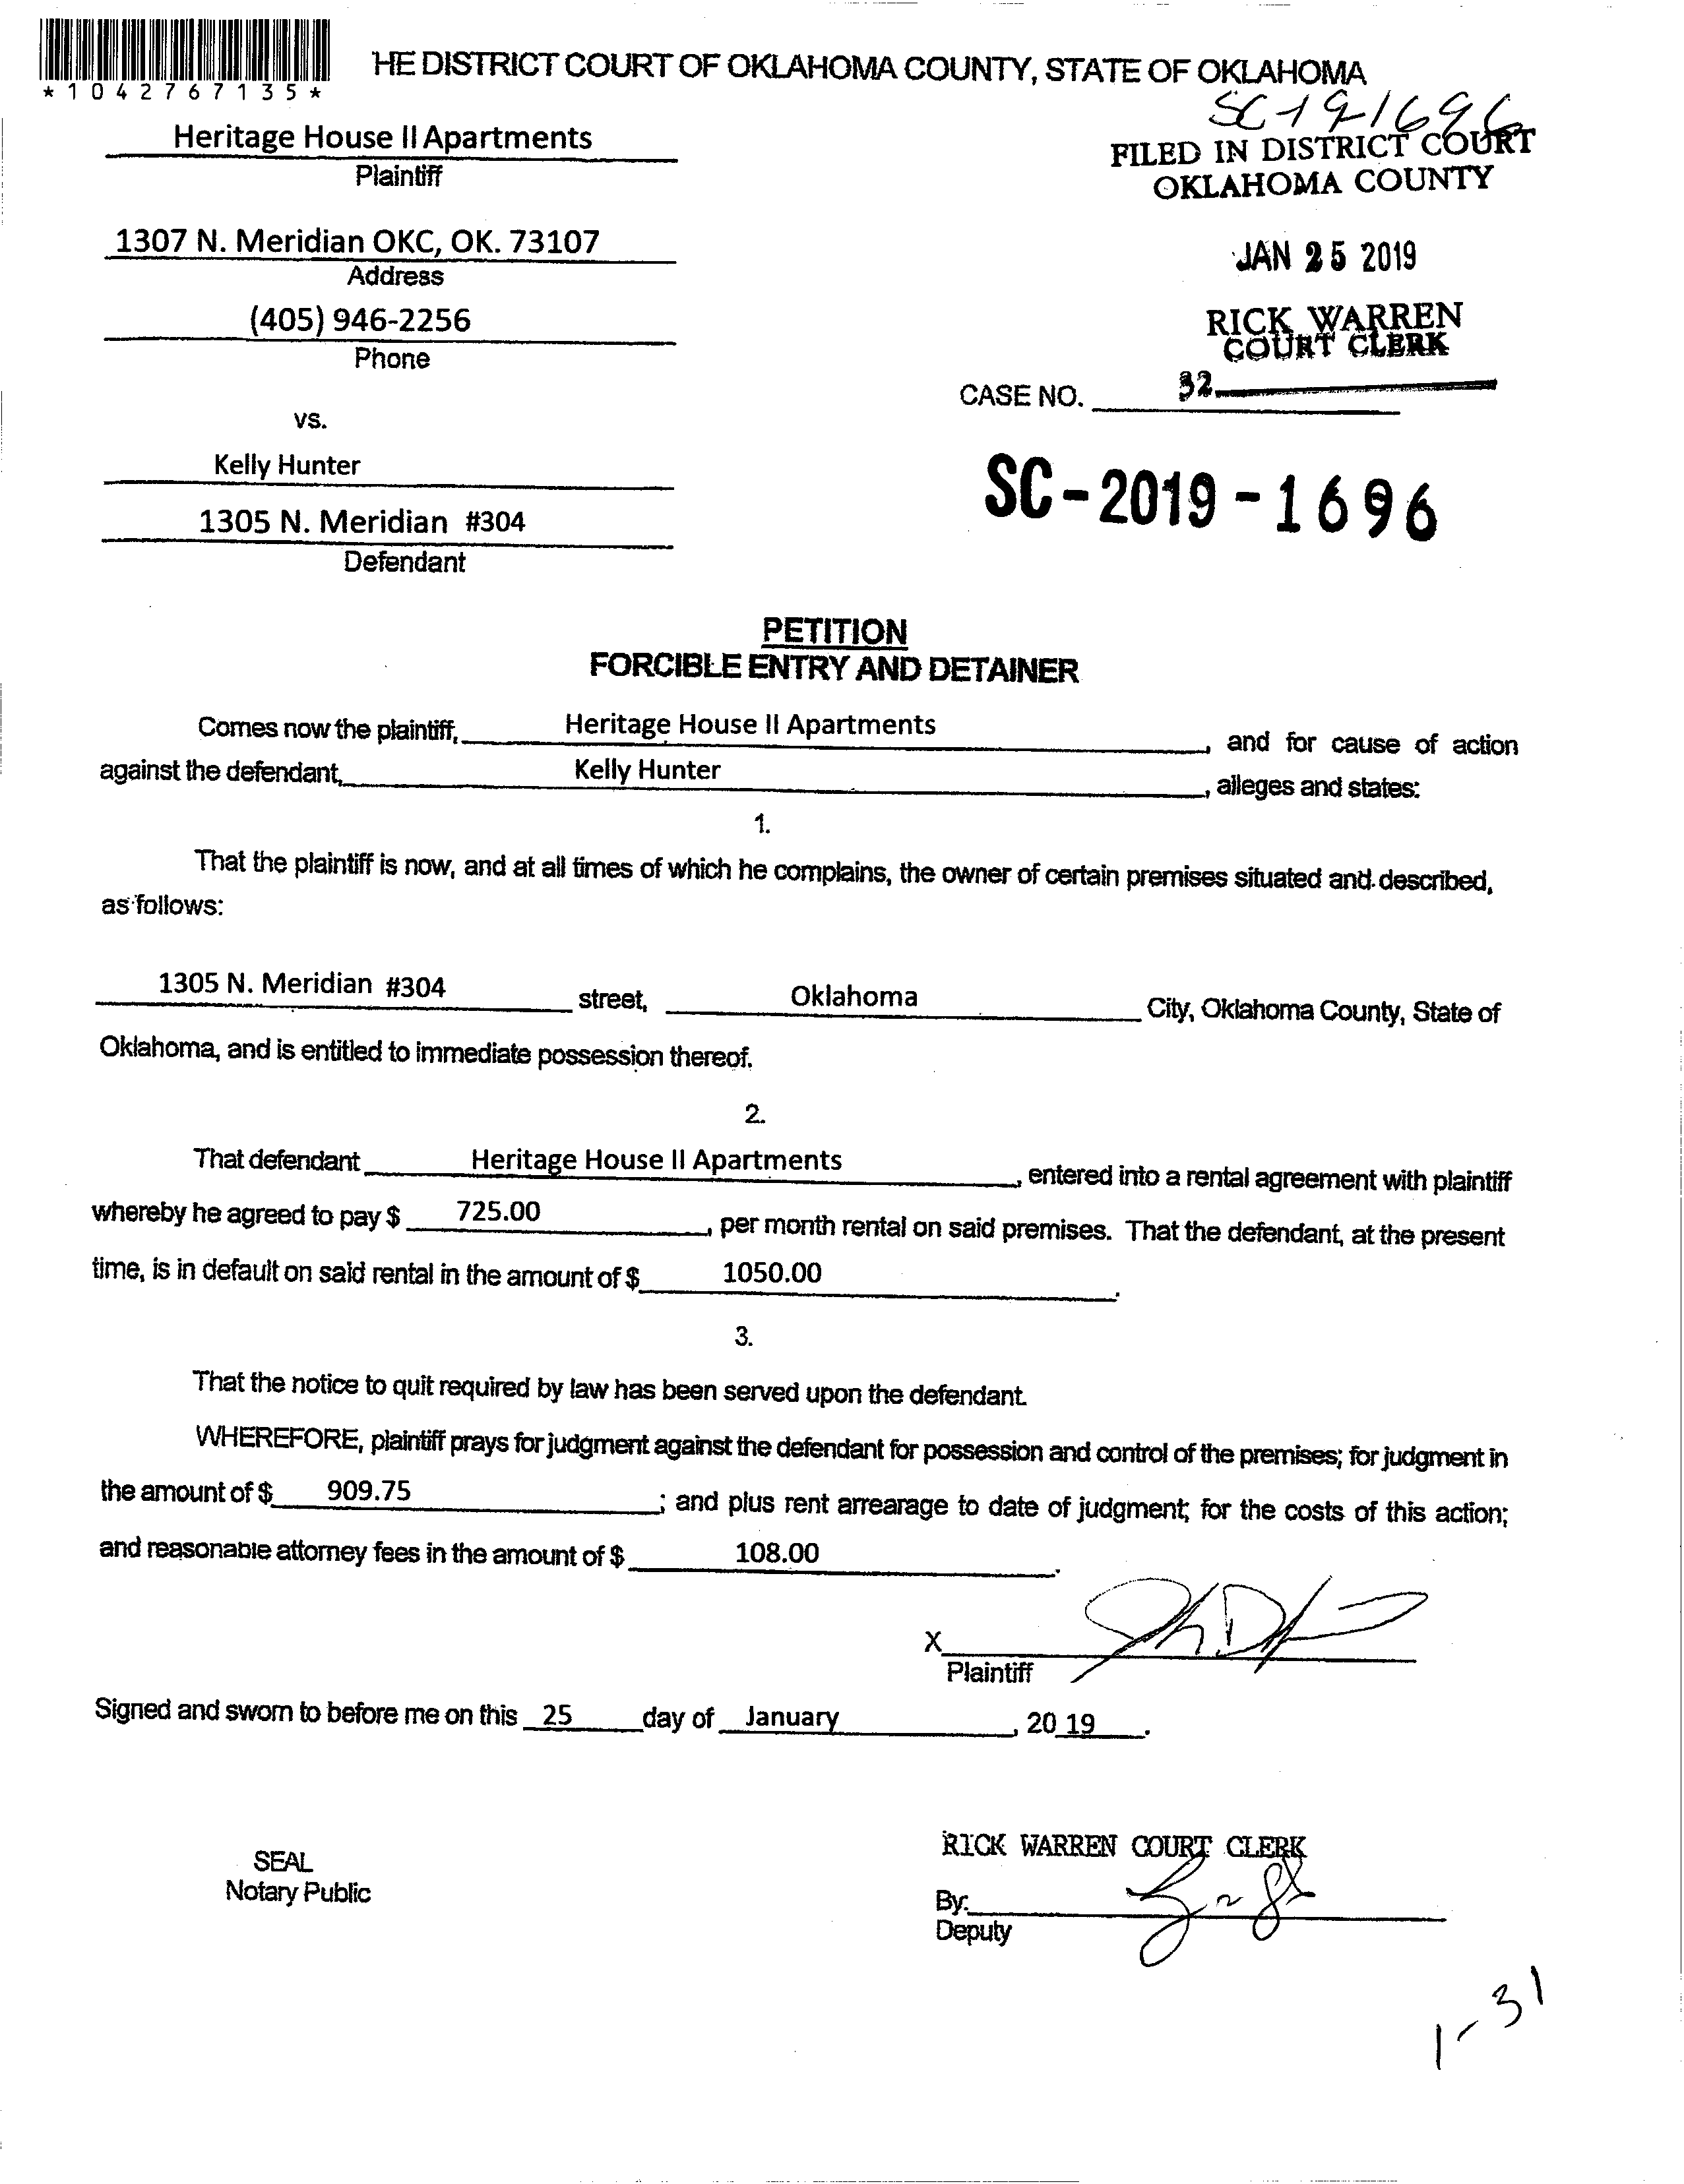 HE DISTRICT COURT OF OKLAHOMA COUNTY, STATE OF OKLAHOMA
*1042767135*
SC-19-1696
Heritage House II Apartments
Plaintiff
FILED IN DISTRICT COURT
OKLAHOMA COUNTY
1307 N. Meridian OKC, OK. 73107
Address
JAN 25 2019
(405) 946-2256
Phone
RICK WARREN
COURT CLERK
CASE NO. 32
vs.
Kelly Hunter
SC-2019-1696
1305 N. Meridian #304
Defendant
PETITION
FORCIBLE ENTRY AND DETAINER
Comes now the plaintiff, Heritage House II Apartments, and for cause of action
against the defendant, Kelly Hunter, alleges and states:
1.
That the plaintiff is now, and at all times of which he complains, the owner of certain premises situated and described,
as follows:
1305 N. Meridian #304 street, Oklahoma City, Oklahoma County, State of
Oklahoma, and is entitled to immediate possession thereof.
2.
That defendant Heritage House II Apartments, entered into a rental agreement with plaintiff
whereby he agreed to pay $ 725.00, per month rental on said premises. That the defendant, at the present
time, is in default on said rental in the amount of $ 1050.00.
3.
That the notice to quit required by law has been served upon the defendant.
WHEREFORE, plaintiff prays for judgment against the defendant for possession and control of the premises; for judgment in
the amount of $ 909.75; and plus rent arrearage to date of judgment; for the costs of this action;
and reasonable attorney fees in the amount of $ 108.00.
X
Plaintiff
Signed and sworn to before me on this 25 day of January, 20 19.
SEAL
Notary Public
RICK WARREN COURT CLERK
By:
Deputy
1-31